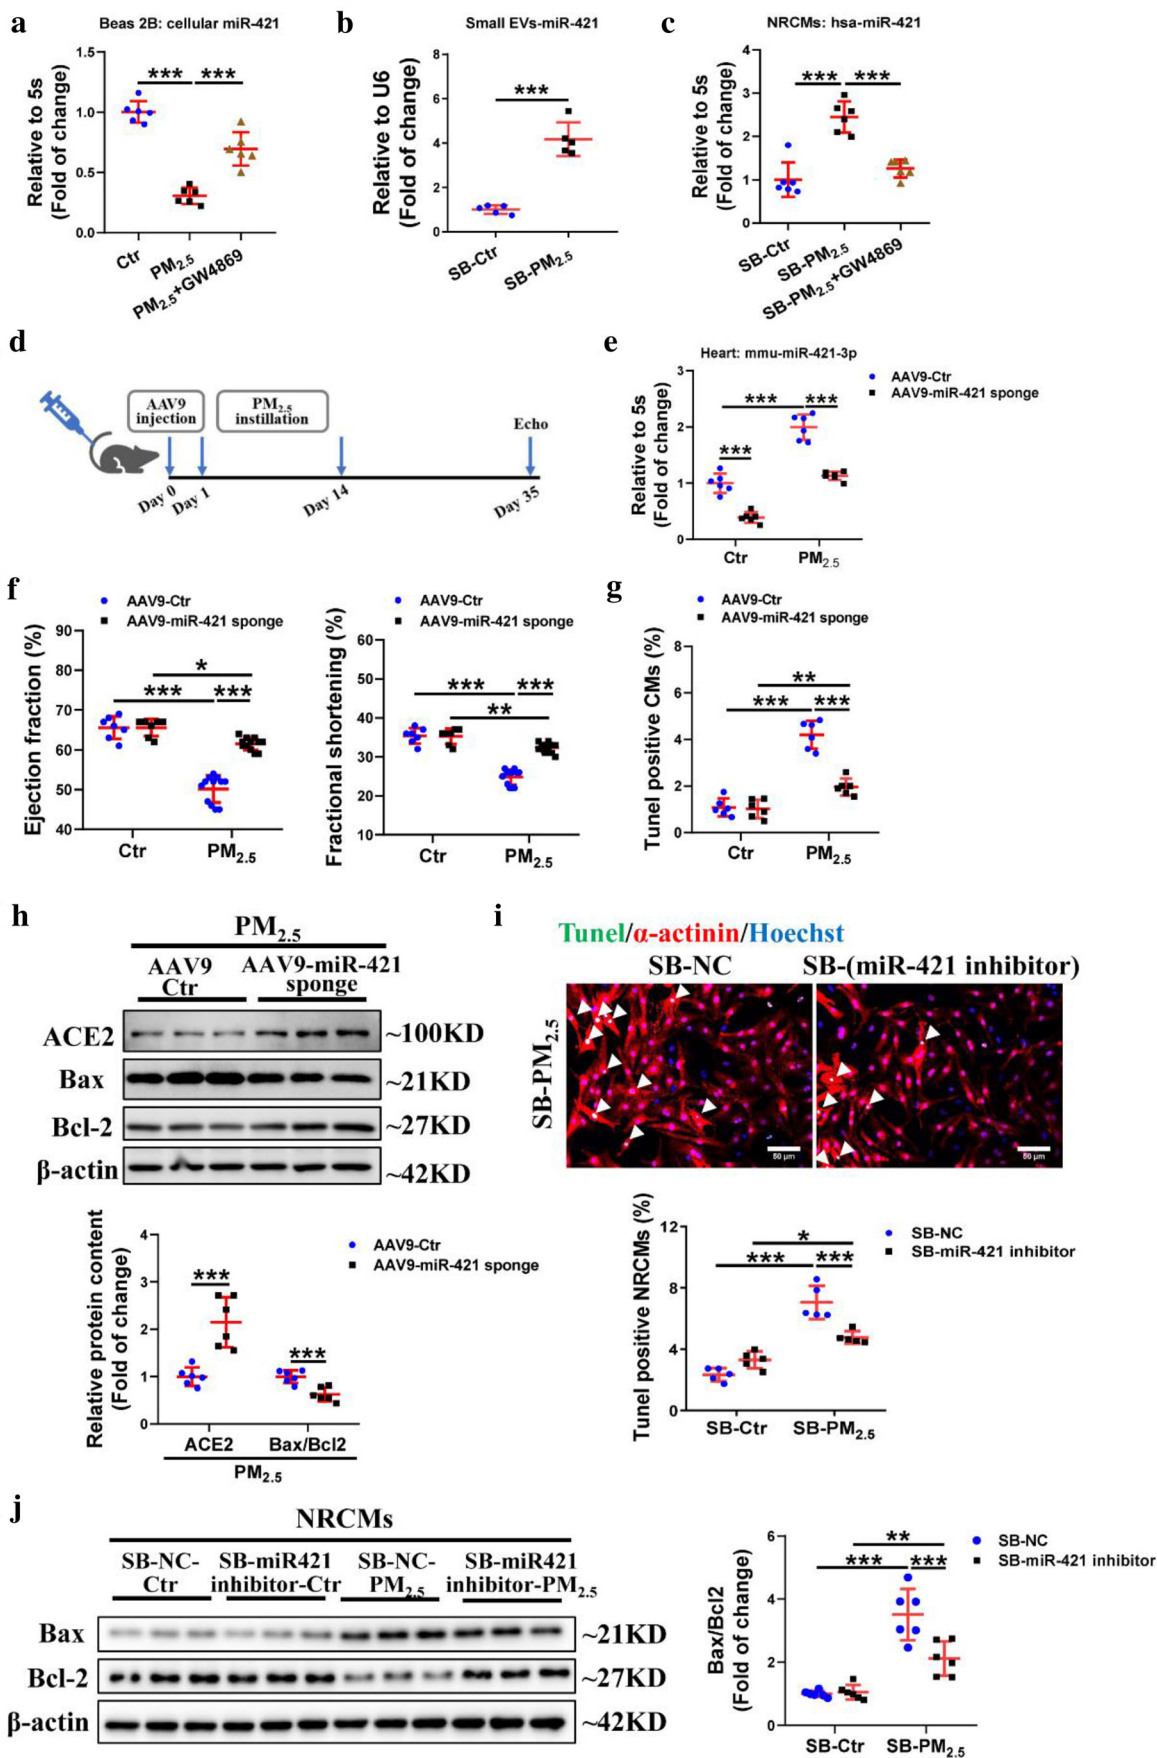 a
Beas 2B: cellular miR-421
Relative to 5s
(Fold of change)
1.5
1.0
0.5
0.0
***
***
Ctr
PM2.5
PM2.5+GW4869
b
Small EVs-miR-421
Relative to U6
(Fold of change)
8
6
4
2
0
***
SB-Ctr
SB-PM2.5
c
NRCMs: hsa-miR-421
Relative to 5s
(Fold of change)
4
3
2
1
0
***
***
SB-Ctr
SB-PM2.5
SB-PM2.5+GW4869
d
AAV9
injection
PM2.5
instillation
Echo
Day 0
Day 1
Day 14
Day 35
e
Heart: mmu-miR-421-3p
AAV9-Ctr
AAV9-miR-421 sponge
Relative to 5s
(Fold of change)
3
2
1
0
***
***
***
Ctr
PM2.5
f
AAV9-Ctr
AAV9-miR-421 sponge
Ejection fraction (%)
90
80
70
60
50
40
*
***
***
Ctr
PM2.5
AAV9-Ctr
AAV9-miR-421 sponge
Fractional shortening (%)
60
50
40
30
20
10
***
***
**
Ctr
PM2.5
g
AAV9-Ctr
AAV9-miR-421 sponge
Tunel positive CMs (%)
8
6
4
2
0
**
***
***
Ctr
PM2.5
h
PM2.5
AAV9
Ctr
AAV9-miR-421
sponge
ACE2
~100KD
Bax
~21KD
Bcl-2
~27KD
β-actin
~42KD
Relative protein content
(Fold of change)
4
3
2
1
0
AAV9-Ctr
AAV9-miR-421 sponge
***
***
ACE2
Bax/Bcl2
PM2.5
i
Tunel/α-actinin/Hoechst
SB-NC
SB-(miR-421 inhibitor)
SB-PM2.5
50 μm
50 μm
Tunel positive NRCMs (%)
12
8
4
0
SB-NC
SB-miR-421 inhibitor
*
***
***
SB-Ctr
SB-PM2.5
j
NRCMs
SB-NC-
Ctr
SB-miR421
inhibitor-Ctr
SB-NC-
PM2.5
SB-miR421
inhibitor-PM2.5
Bax
~21KD
Bcl-2
~27KD
β-actin
~42KD
Bax/Bcl2
(Fold of change)
6
4
2
0
SB-NC
SB-miR-421 inhibitor
**
***
***
SB-Ctr
SB-PM2.5